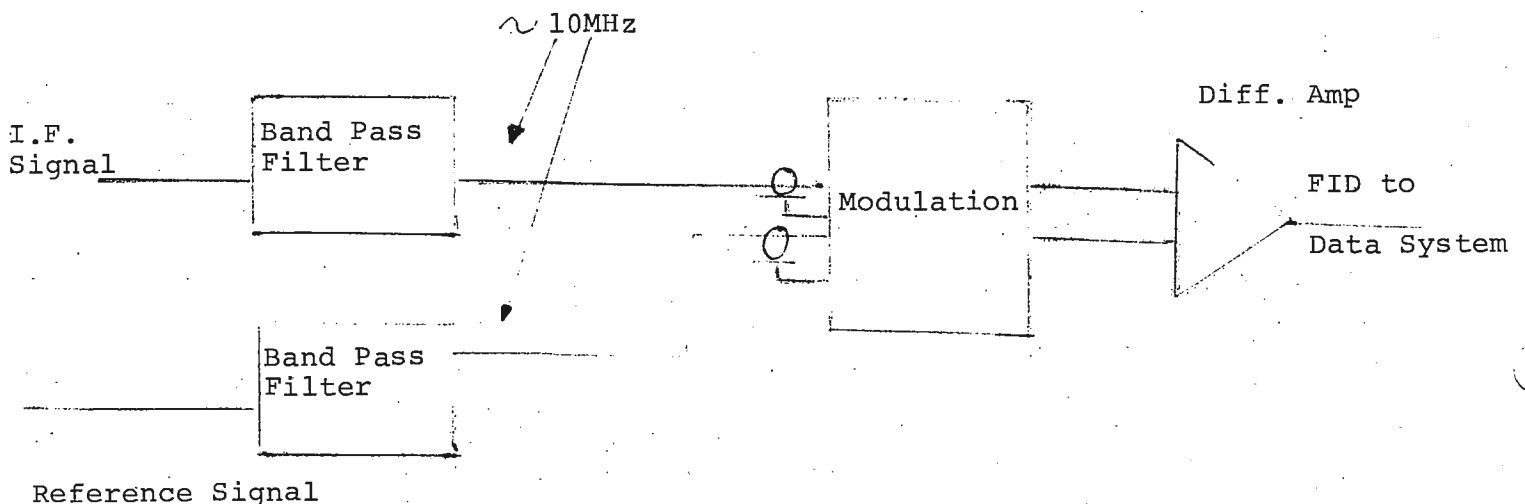 ~ 10MHz
Diff. Amp
I.F.
Signal
Band Pass
Filter
Modulation
FID to
Data System
Band Pass
Filter
Reference Signal